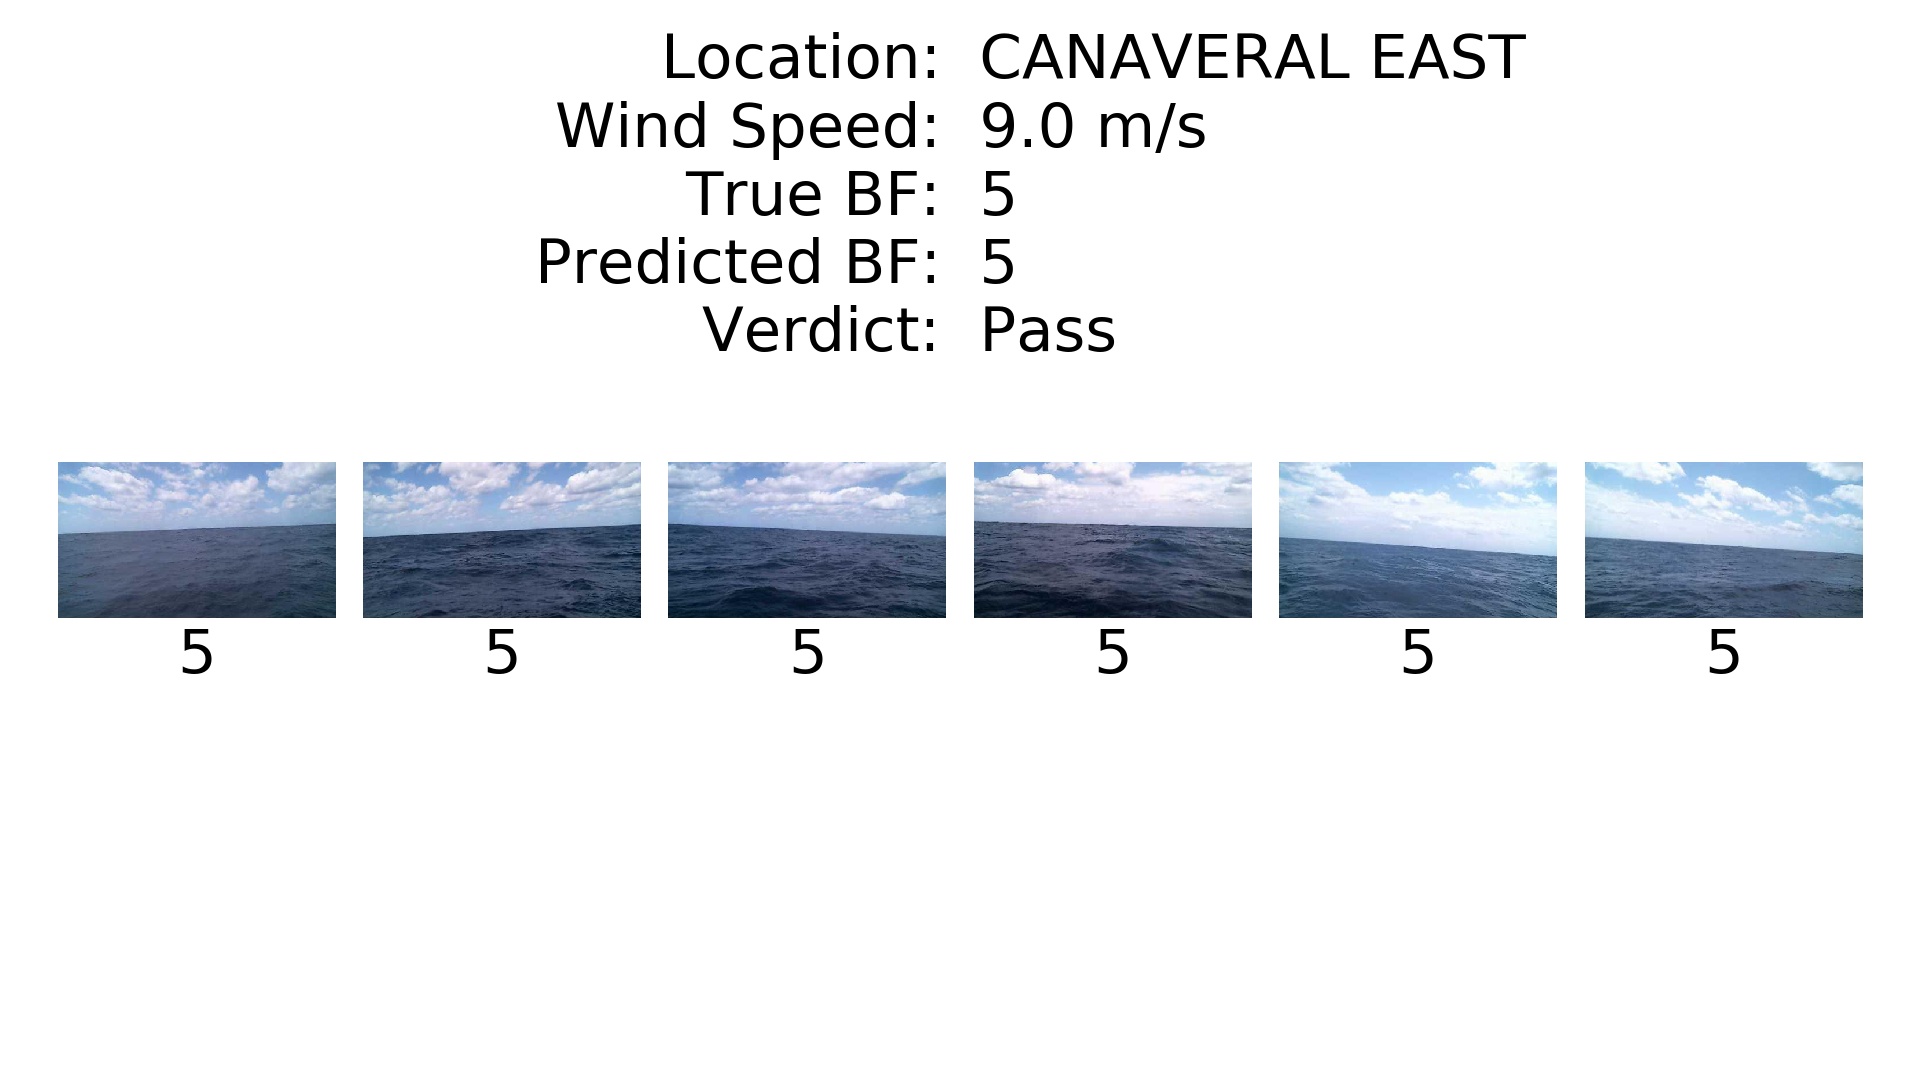 Location: CANAVERAL EAST
Wind Speed: 9.0 m/s
True BF: 5
Predicted BF: 5
Verdict: Pass
5 5 5 5 5 5